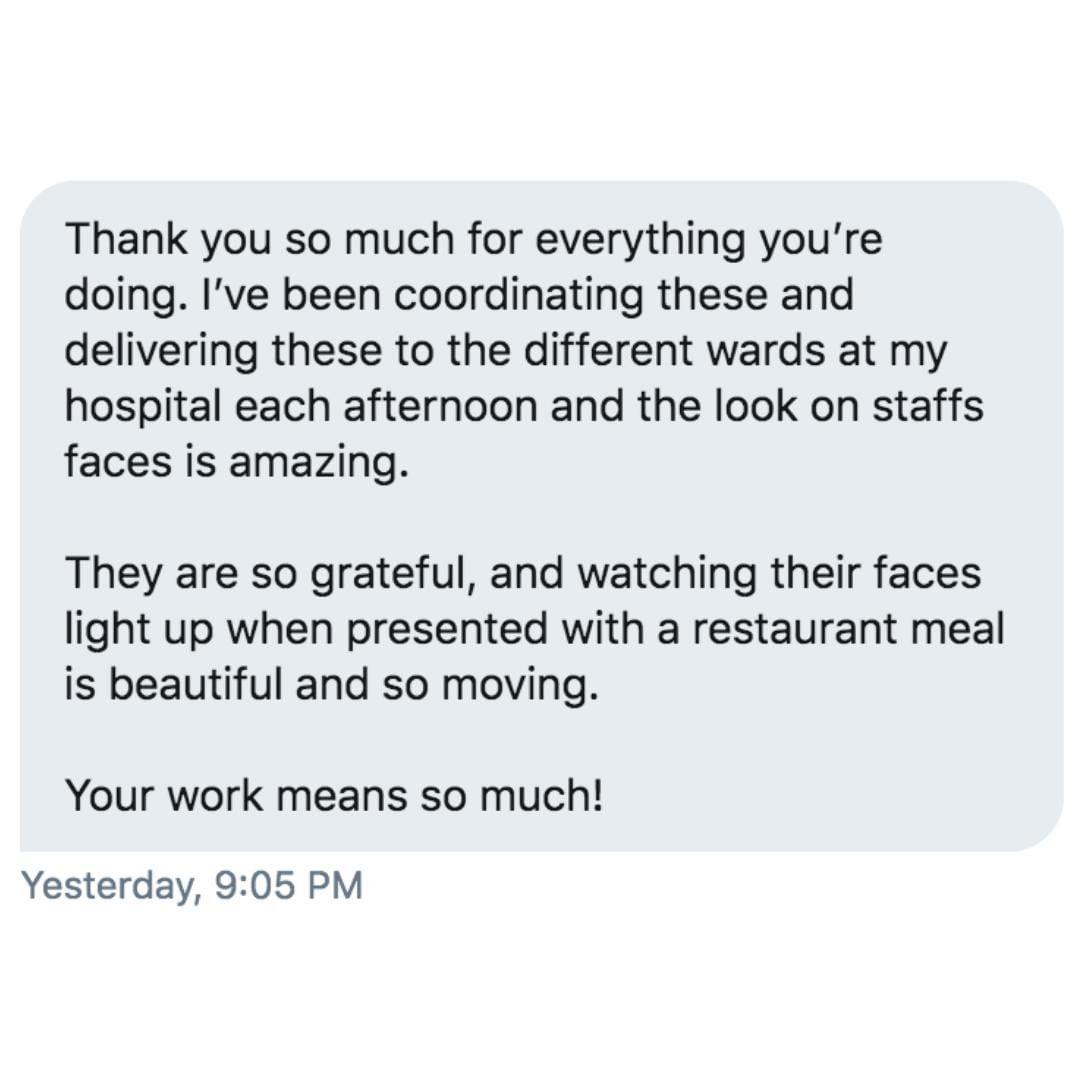 Thank you so much for everything you’re
doing. I’ve been coordinating these and
delivering these to the different wards at my
hospital each afternoon and the look on staffs
faces is amazing.
They are so grateful, and watching their faces
light up when presented with a restaurant meal
is beautiful and so moving.
Your work means so much!
Yesterday, 9:05 PM